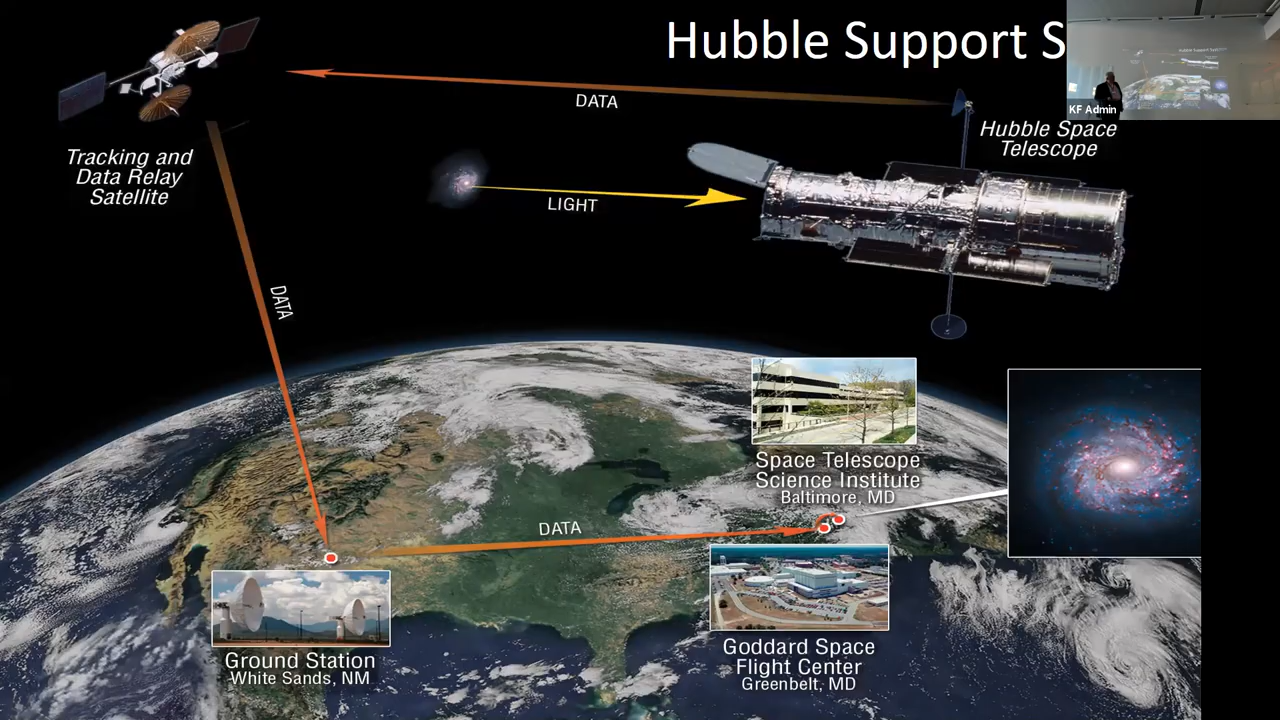 Hubble Support S
KF Admin
DATA
Hubble Space
Telescope
Tracking and
Data Relay
Satellite
LIGHT
DATA
Space Telescope
Science Institute
Baltimore, MD
DATA
Ground Station
White Sands, NM
Goddard Space
Flight Center
Greenbelt, MD